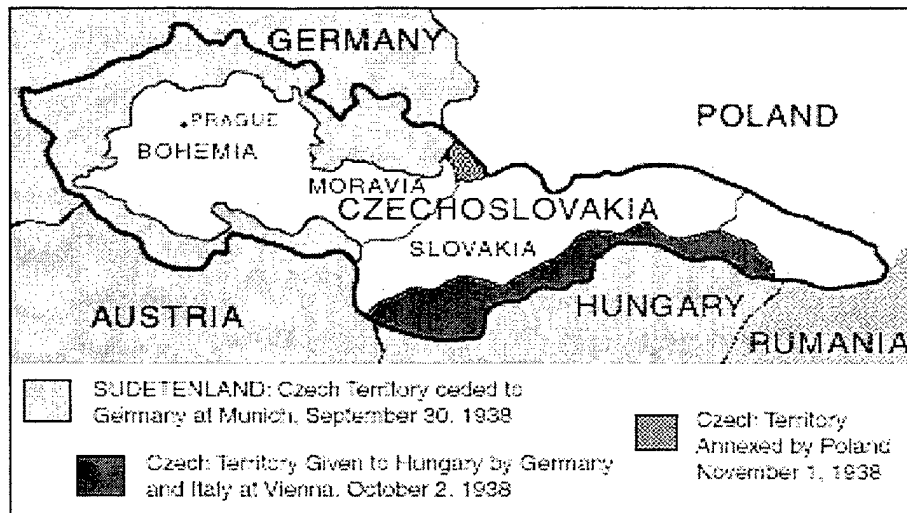 GERMANY
POLAND
PRAGUE
BOHEMIA
MORAVIA
CZECHOSLOVAKIA
SLOVAKIA
AUSTRIA
HUNGARY
RUMANIA
SUDETENLAND: Czech Territory ceded to
Germany at Munich, September 30, 1938
Czech Territory Given to Hungary by Germany
and Italy at Vienna, October 2, 1938
Czech Territory
Annexed by Poland
November 1, 1938